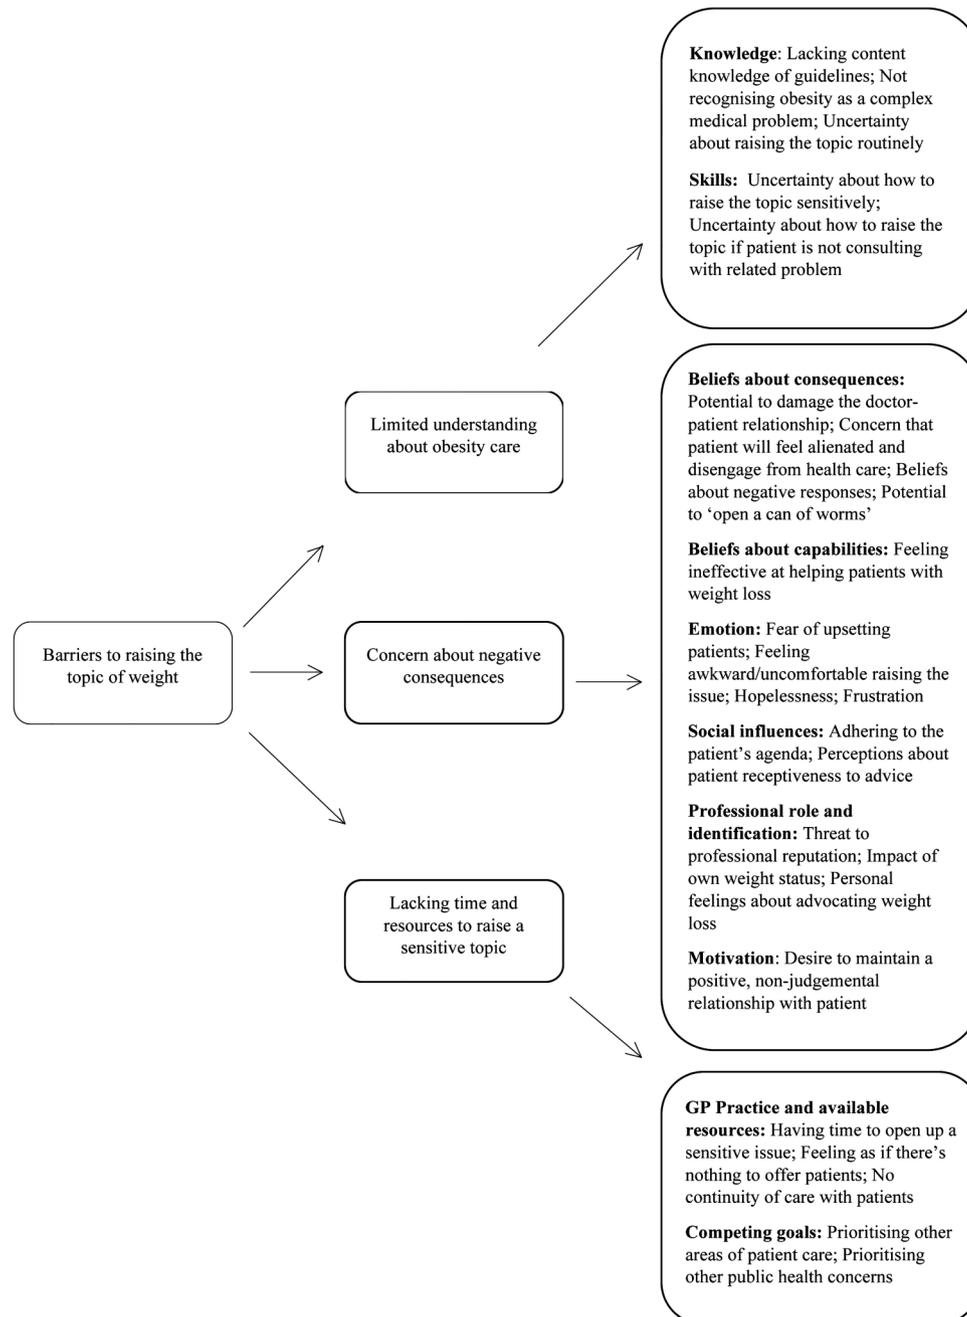 Knowledge: Lacking content
knowledge of guidelines; Not
recognising obesity as a complex
medical problem; Uncertainty
about raising the topic routinely
Skills: Uncertainty about how to
raise the topic sensitively;
Uncertainty about how to raise the
topic if patient is not consulting
with related problem
Limited understanding
about obesity care
Barriers to raising the
topic of weight
Concern about negative
consequences
Lacking time and
resources to raise a
sensitive topic
Beliefs about consequences:
Potential to damage the doctor-
patient relationship; Concern that
patient will feel alienated and
disengage from health care; Beliefs
about negative responses; Potential
to ‘open a can of worms’
Beliefs about capabilities: Feeling
ineffective at helping patients with
weight loss
Emotion: Fear of upsetting
patients; Feeling
awkward/uncomfortable raising the
issue; Hopelessness; Frustration
Social influences: Adhering to the
patient’s agenda; Perceptions about
patient receptiveness to advice
Professional role and
identification: Threat to
professional reputation; Impact of
own weight status; Personal
feelings about advocating weight
loss
Motivation: Desire to maintain a
positive, non-judgemental
relationship with patient
GP Practice and available
resources: Having time to open up a
sensitive issue; Feeling as if there’s
nothing to offer patients; No
continuity of care with patients
Competing goals: Prioritising other
areas of patient care; Prioritising
other public health concerns